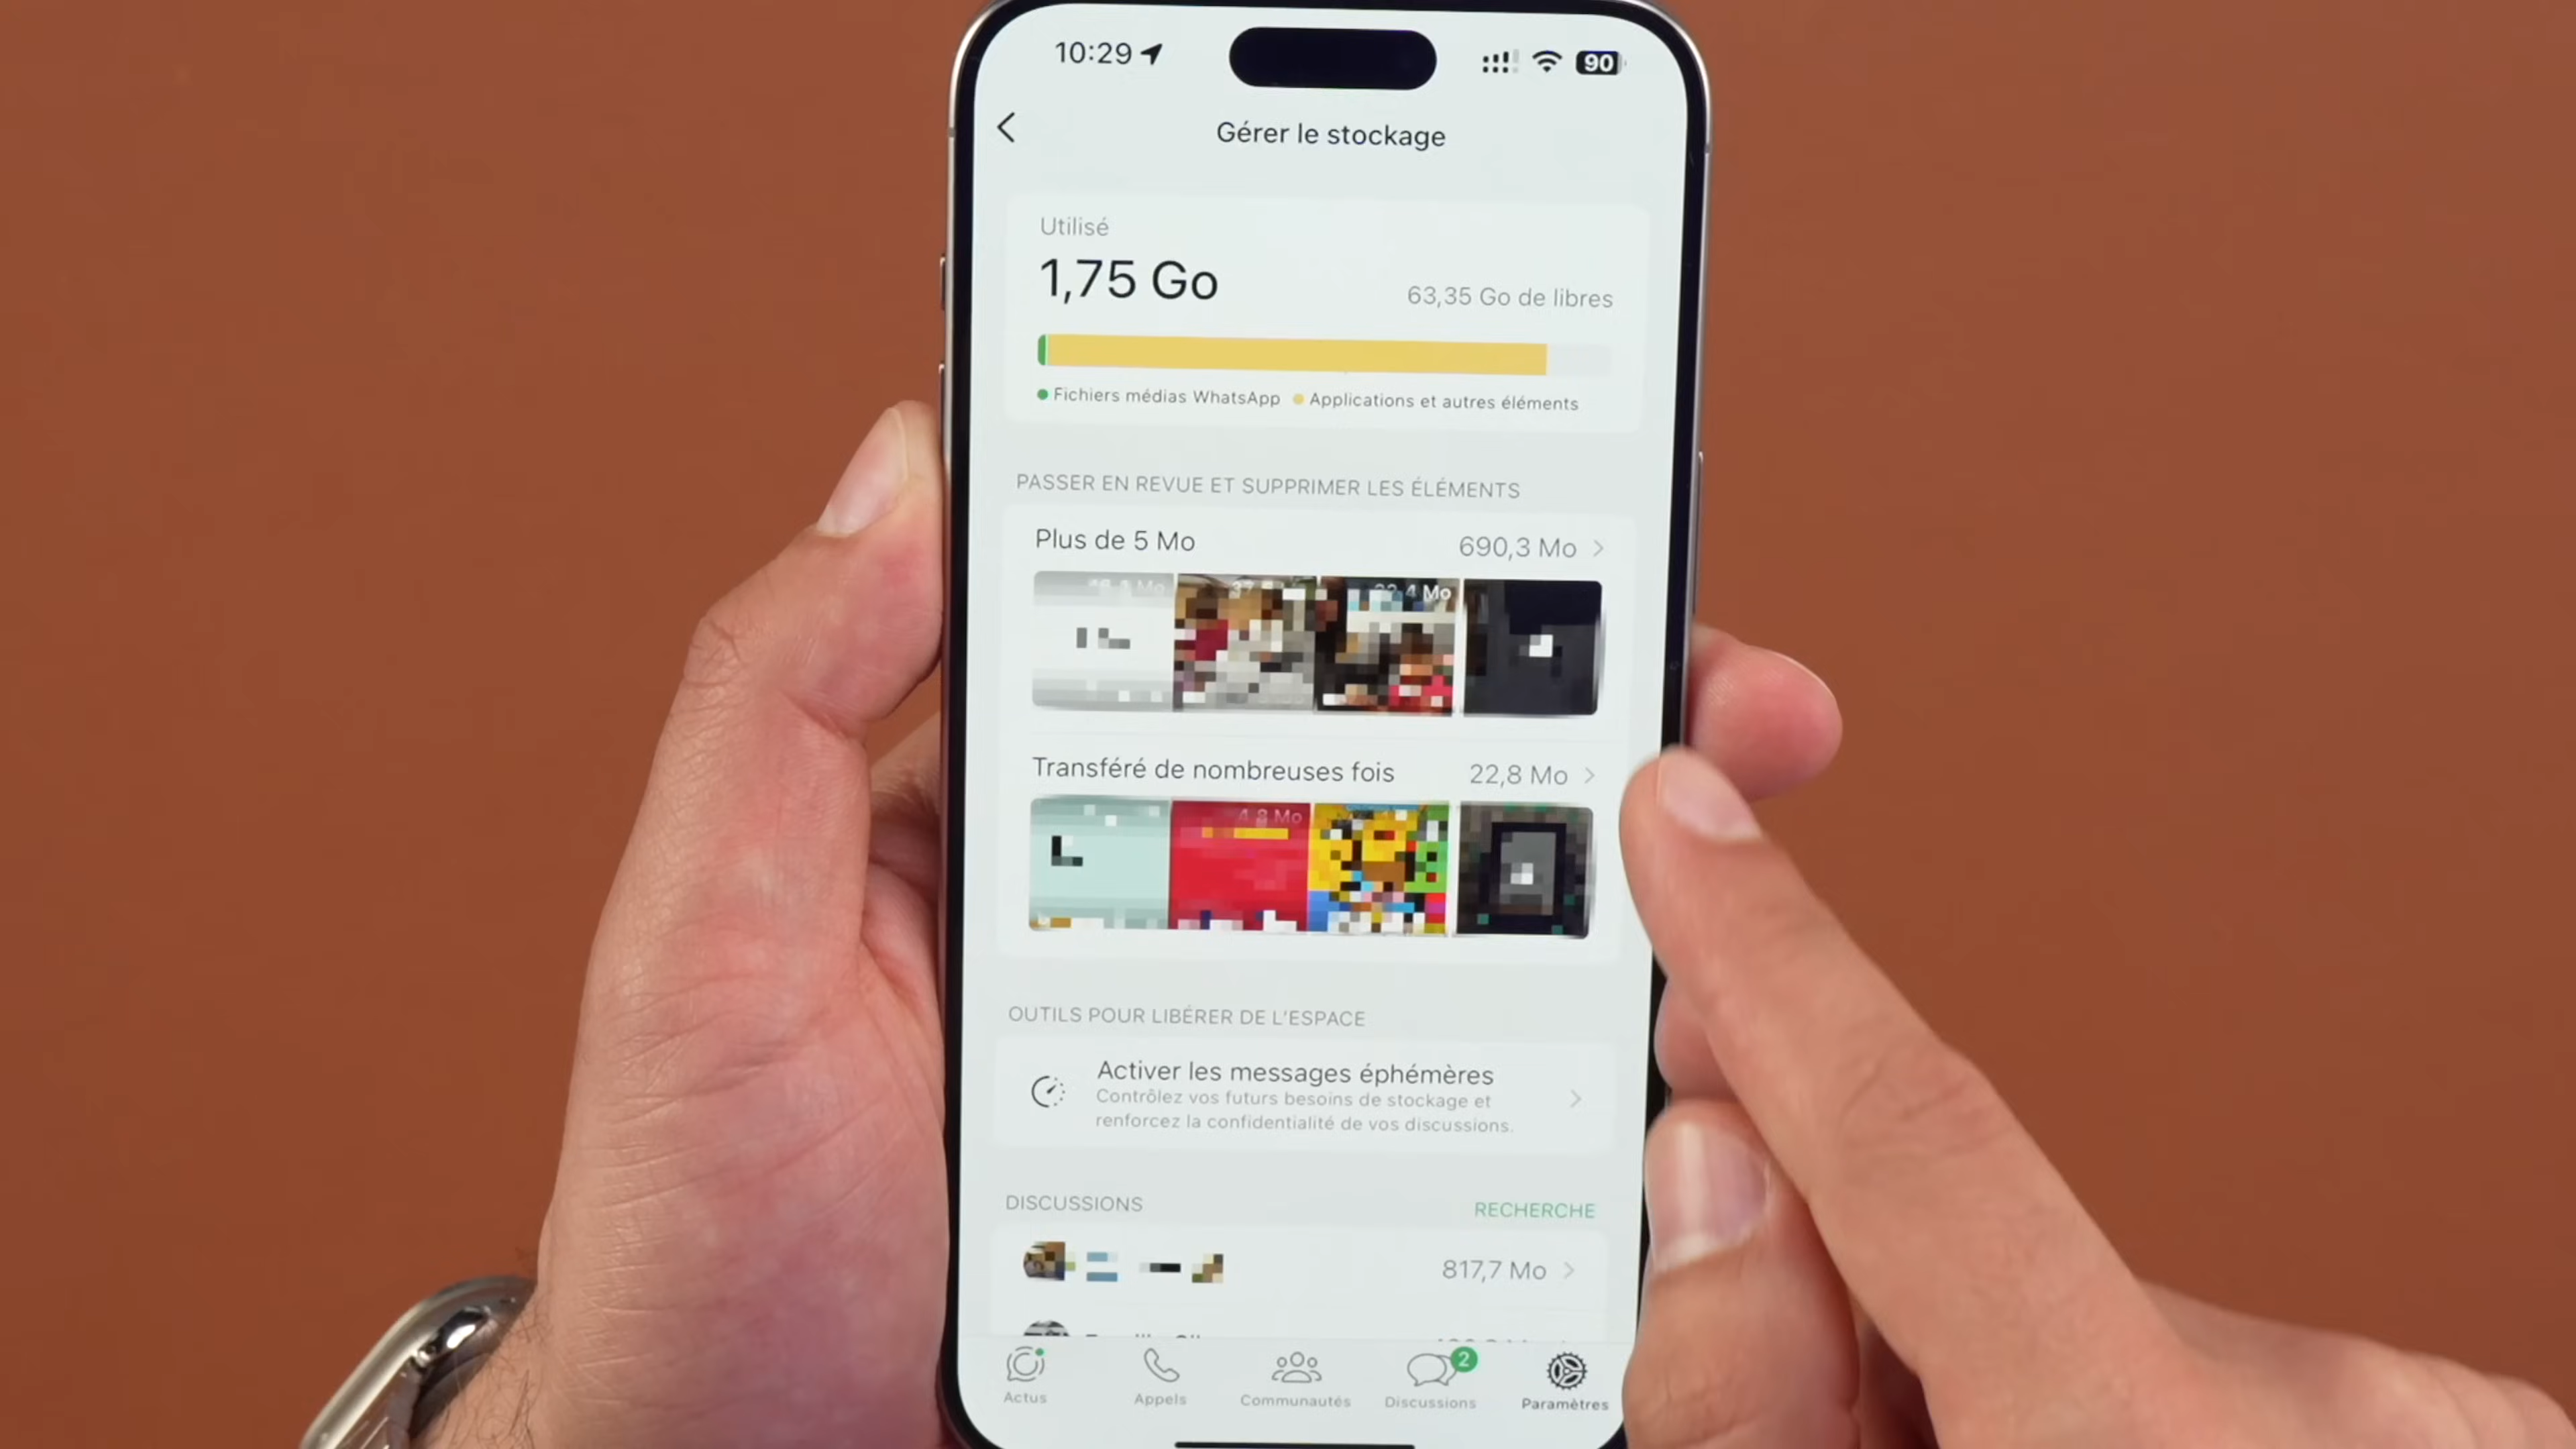 10:29
90
Gérer le stockage
Utilisé
1,75 Go
63,35 Go de libres
Fichiers médias WhatsApp
Applications et autres éléments
PASSER EN REVUE ET SUPPRIMER LES ÉLÉMENTS
Plus de 5 Mo
690,3 Mo
4 Mo
Transféré de nombreuses fois
22,8 Mo
4,8 Mo
OUTILS POUR LIBÉRER DE L'ESPACE
Activer les messages éphémères
Contrôlez vos futurs besoins de stockage et
renforcez la confidentialité de vos discussions.
DISCUSSIONS
RECHERCHE
817,7 Mo
2
Actus
Appels
Communautés
Discussions
Paramètres